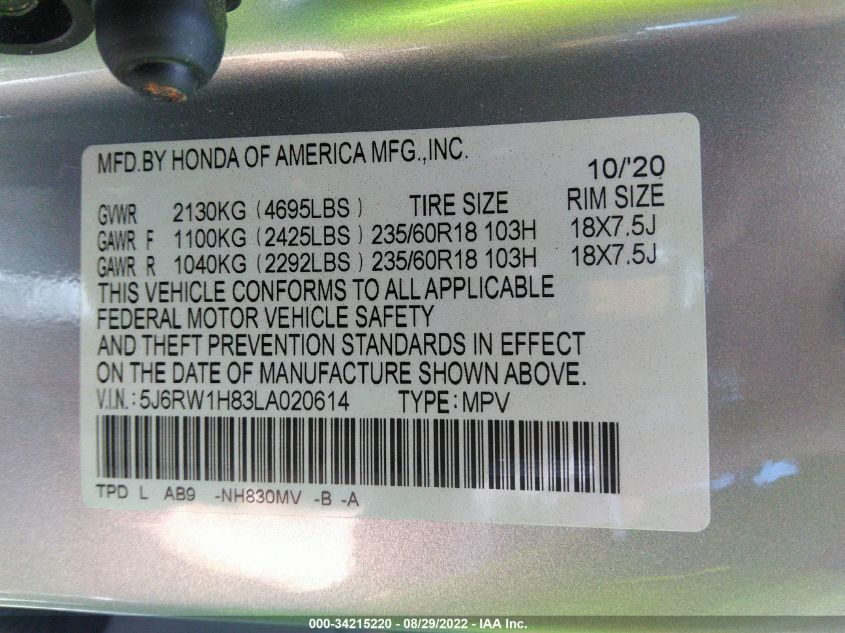 MFD.BY HONDA OF AMERICA MFG.,INC.
10/'20
GVWR 2130KG (4695LBS) TIRE SIZE RIM SIZE
GAWR F 1100KG (2425LBS) 235/60R18 103H 18X7.5J
GAWR R 1040KG (2292LBS) 235/60R18 103H 18X7.5J
THIS VEHICLE CONFORMS TO ALL APPLICABLE
FEDERAL MOTOR VEHICLE SAFETY
AND THEFT PREVENTION STANDARDS IN EFFECT
ON THE DATE OF MANUFACTURE SHOWN ABOVE.
V.I.N.: 5J6RW1H83LA020614 TYPE: MPV
TPD L AB9 -NH830MV -B -A
000-34215220 - 08/29/2022 - IAA Inc.